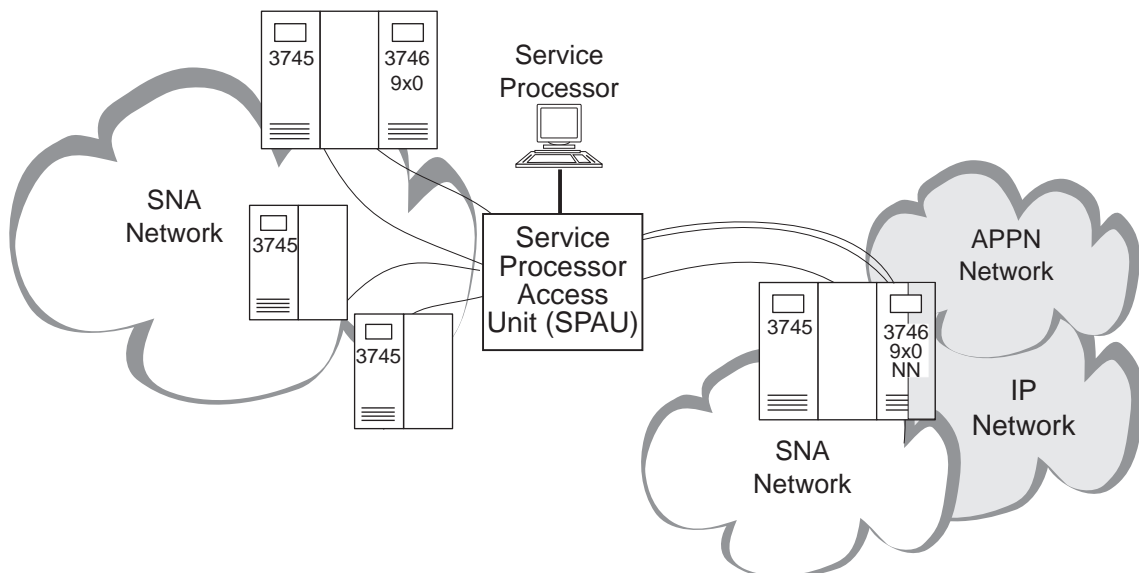 3745
3746
9x0
Service
Processor
SNA
Network
3745
3745
Service
Processor
Access
Unit (SPAU)
APPN
Network
3745
3746
9x0
NN
IP
Network
SNA
Network